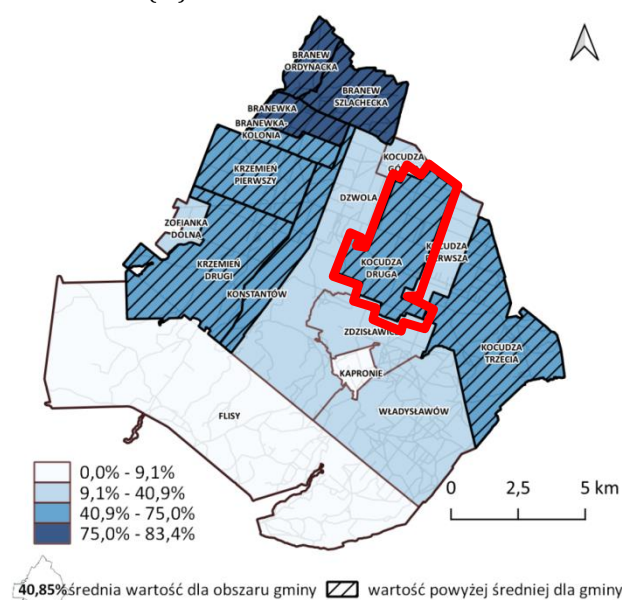 BRANEW
ORDYNACKA
BRANEW
SZLACHECKA
BRANEWKA
BRANEWKA-
KOLONIA
KOCUDZA
KRZEMIEŃ
PIERWSZY
DZWOLA
ZOFIANKA
DOLNA
KOCUDZA
PIERWSZA
KRZEMIEŃ
DRUGI
KOCUDZA
DRUGA
KONSTANTÓW
KOCUDZA
TRZECIA
KAPRONIE
FLISY
WŁADYSŁAWÓW
0,0% - 9,1%
9,1% - 40,9%
40,9% - 75,0%
75,0% - 83,4%
0 2,5 5 km
40,85% średnia wartość dla obszaru gminy
wartość powyżej średniej dla gminy